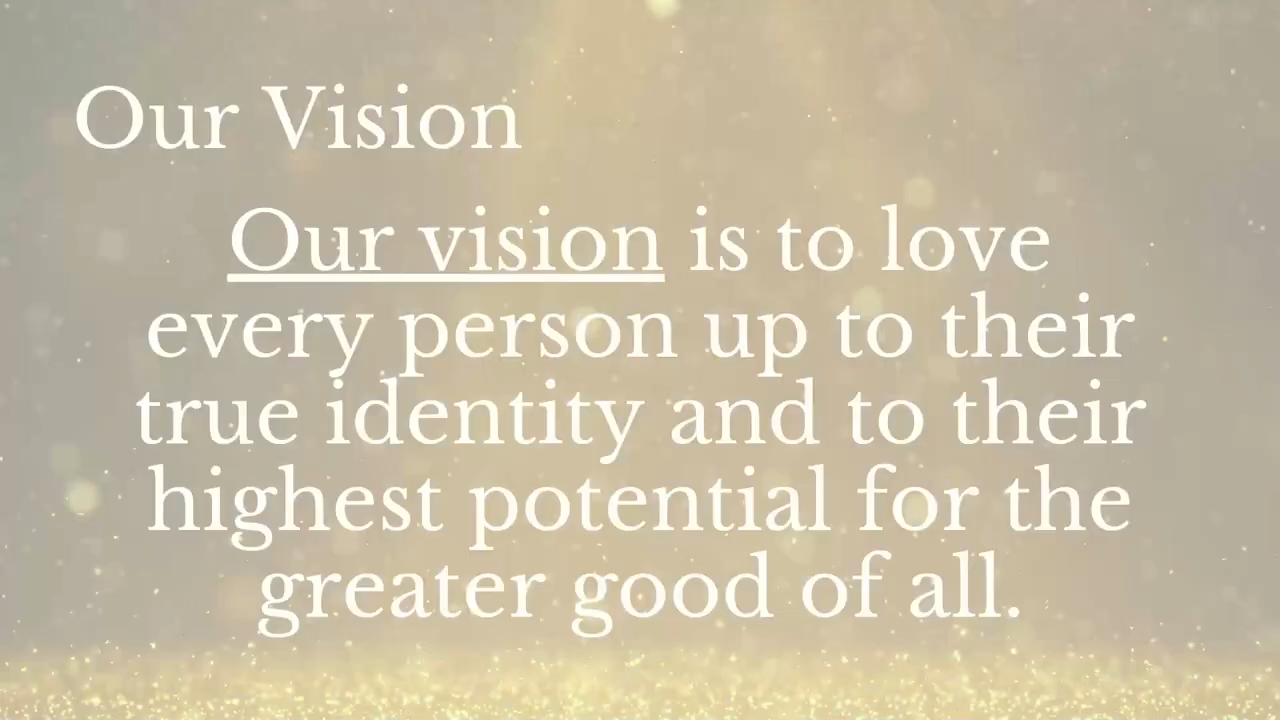 Our Vision
Our vision is to love
every person up to their
true identity and to their
highest potential for the
greater good of all.